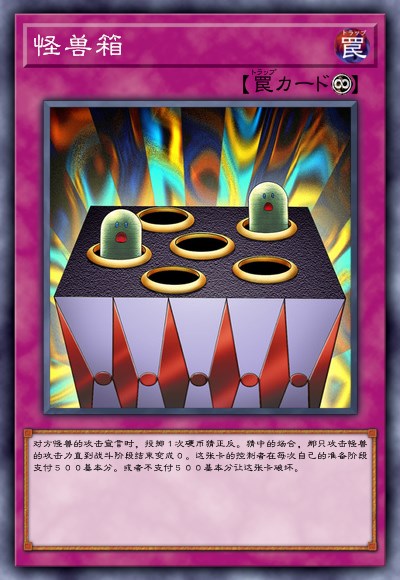 怪兽箱
トラップ
罠
トラップ
【罠カード】
对方怪兽的攻击宣言时，投掷１次硬币猜正反。猜中的场合，那只攻击怪兽
的攻击力直到战斗阶段结束变成０。这张卡的控制者在每次自己的准备阶段
支付５００基本分。或者不支付５００基本分让这张卡破坏。